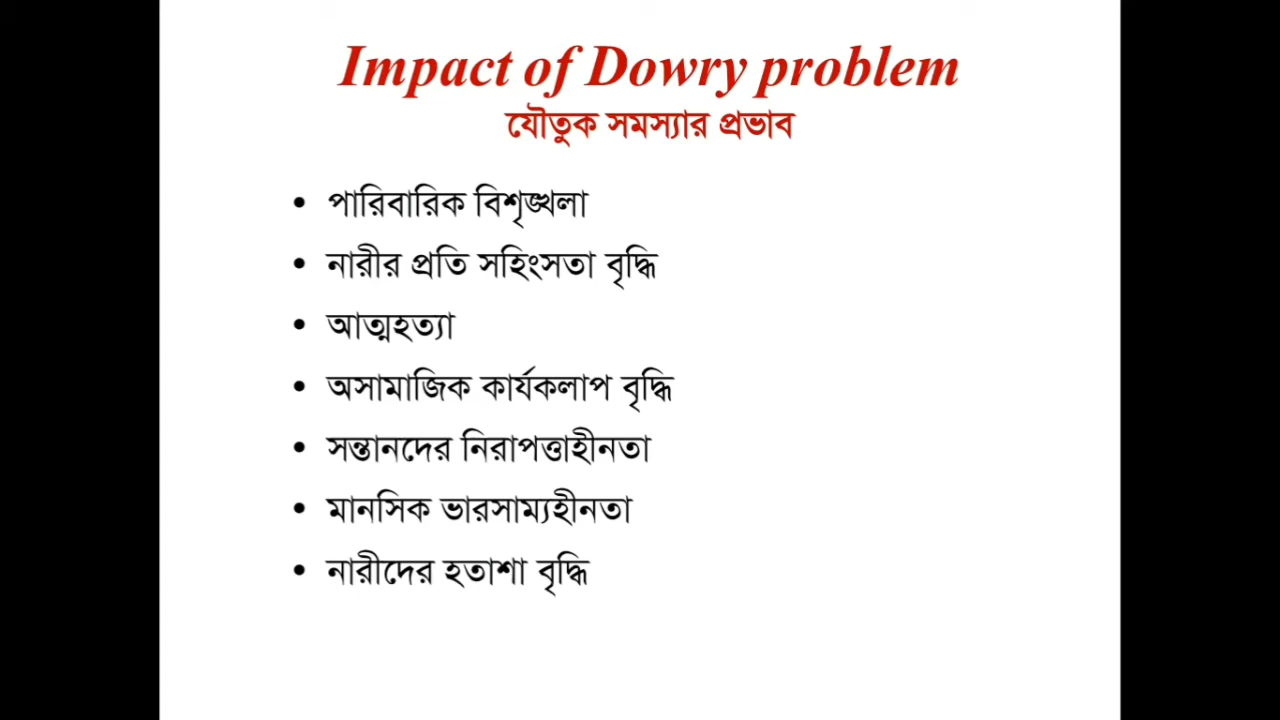 Impact of Dowry problem
যৌতুক সমস্যার প্রভাব
• পারিবারিক বিশৃঙ্খলা
• নারীর প্রতি সহিংসতা বৃদ্ধি
• আত্মহত্যা
• অসামাজিক কার্যকলাপ বৃদ্ধি
• সন্তানদের নিরাপত্তাহীনতা
• মানসিক ভারসাম্যহীনতা
• নারীদের হতাশা বৃদ্ধি